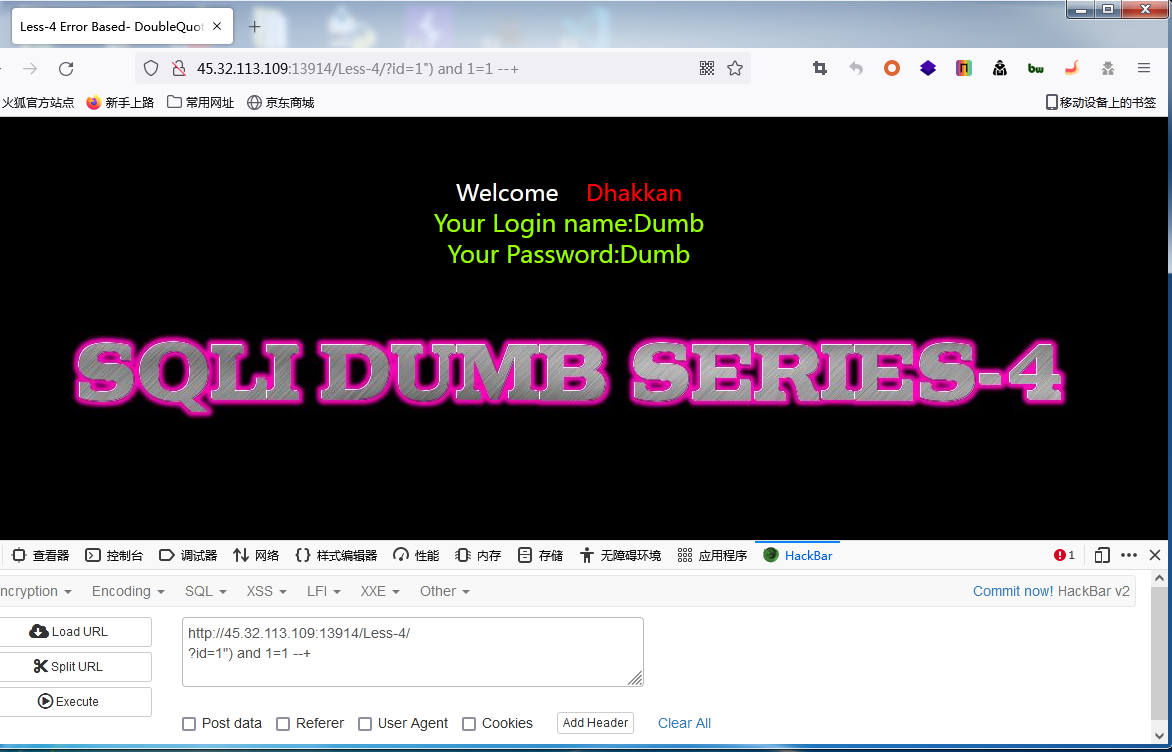 Less-4 Error Based- DoubleQuot
45.32.113.109:13914/Less-4/?id=1") and 1=1 --+
bw
火狐官方站点 新手上路 常用网址 京东商城 移动设备上的书签
Welcome Dhakkan
Your Login name:Dumb
Your Password:Dumb
SQLI DUMB SERIES-4
查看器 控制台 调试器 网络 样式编辑器 性能 内存 存储 无障碍环境 应用程序 HackBar 1
ncryption Encoding SQL XSS LFI XXE Other Commit now! HackBar v2
Load URL
Split URL
Execute
http://45.32.113.109:13914/Less-4/
?id=1") and 1=1 --+
Post data Referer User Agent Cookies Add Header Clear All